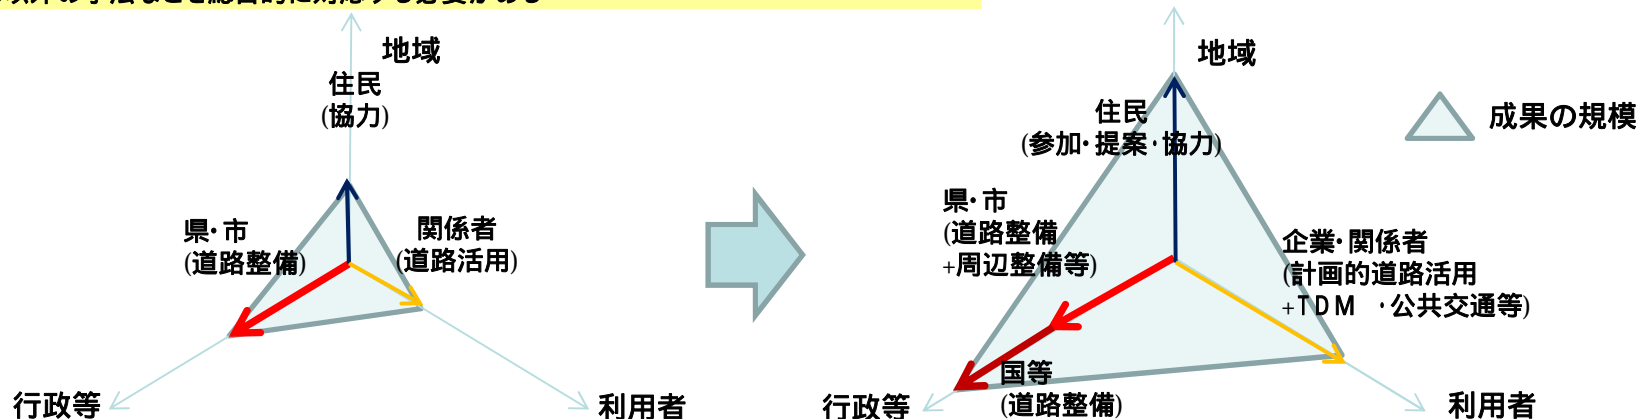 地域
住民
(協力)
県・市
(道路整備)
関係者
(道路活用)
行政等
利用者
地域
住民
(参加・提案・協力)
県・市
(道路整備
+周辺整備等)
企業・関係者
(計画的道路活用
+TDM ・公共交通等)
国等
(道路整備)
行政等
利用者
成果の規模